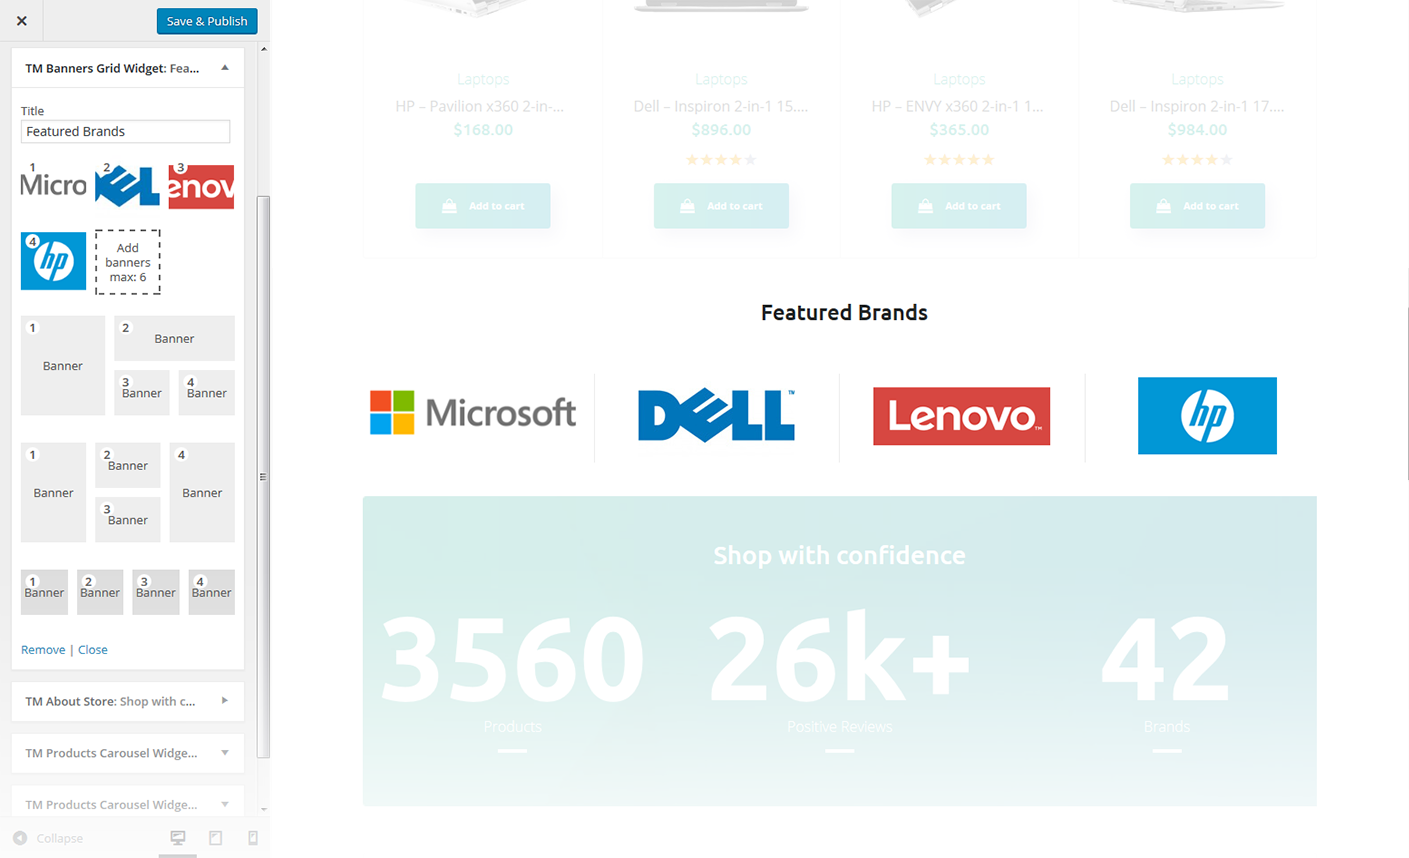 Save & Publish
TM Banners Grid Widget: Fea...
Title
Featured Brands
1
Micro
2
3
enov
4
hp
Add
banners
max: 6
1
Banner
2
Banner
3
Banner
4
Banner
1
Banner
2
Banner
3
Banner
4
Banner
1
Banner
2
Banner
3
Banner
4
Banner
Remove | Close
TM About Store: Shop with c...
TM Products Carousel Widge...
TM Products Carousel Widge...
Collapse
Laptops
HP – Pavilion x360 2-in-...
$168.00
Add to cart
Laptops
Dell – Inspiron 2-in-1 15....
$896.00
Add to cart
Laptops
HP – ENVY x360 2-in-1 1...
$365.00
Add to cart
Laptops
Dell – Inspiron 2-in-1 17....
$984.00
Add to cart
Featured Brands
Microsoft
DELL™
Lenovo™
hp
Shop with confidence
3560
Products
26k+
Positive Reviews
42
Brands